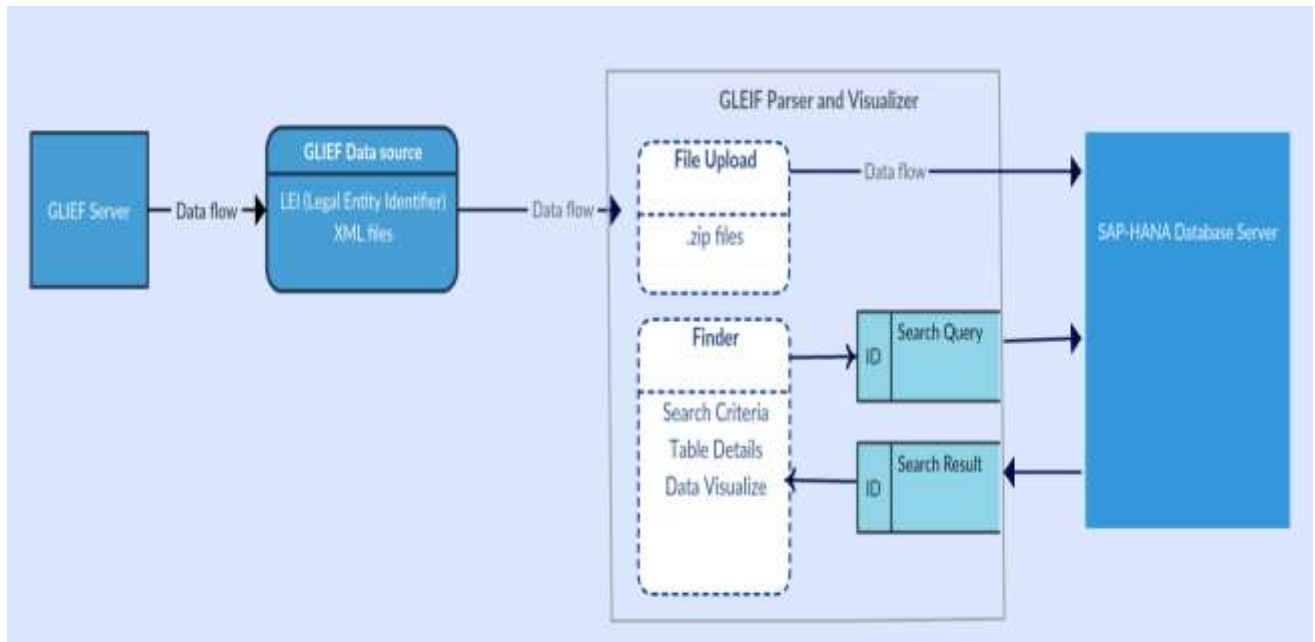 GLEIF Parser and Visualizer
GLIEF Server
Data flow
GLIEF Data source
LEI (Legal Entity Identifier)
XML files
Data flow
File Upload
.zip files
Data flow
SAP-HANA Database Server
Finder
Search Criteria
Table Details
Data Visualize
ID
Search Query
ID
Search Result